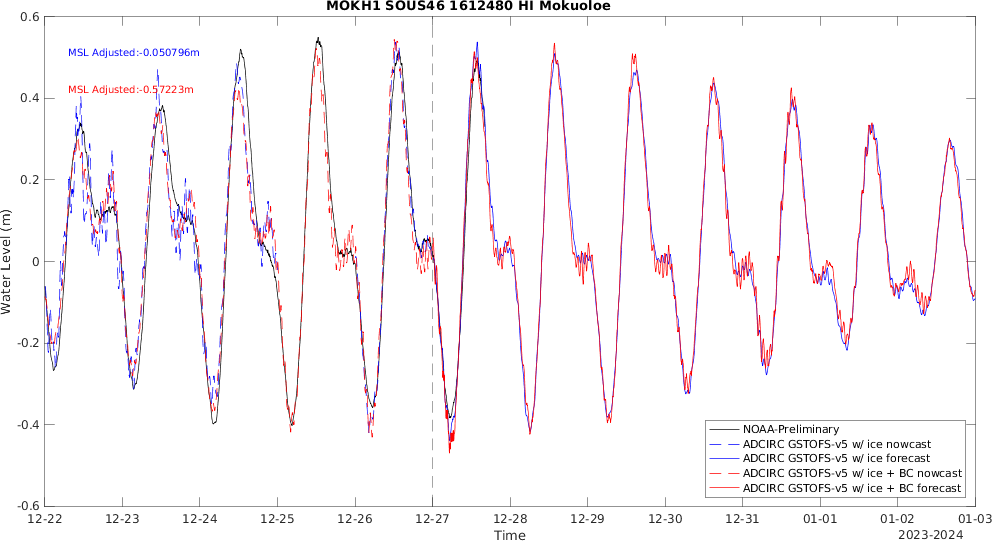 MOKH1 SOUS46 1612480 HI Mokuoloe
MSL Adjusted:-0.050796m
MSL Adjusted:-0.57223m
Water Level (m)
0.6
0.4
0.2
0
-0.2
-0.4
-0.6
NOAA-Preliminary
ADCIRC GSTOFS-v5 w/ ice nowcast
ADCIRC GSTOFS-v5 w/ ice forecast
ADCIRC GSTOFS-v5 w/ ice + BC nowcast
ADCIRC GSTOFS-v5 w/ ice + BC forecast
12-22 12-23 12-24 12-25 12-26 12-27 12-28 12-29 12-30 12-31 01-01 01-02 01-03
Time
2023-2024